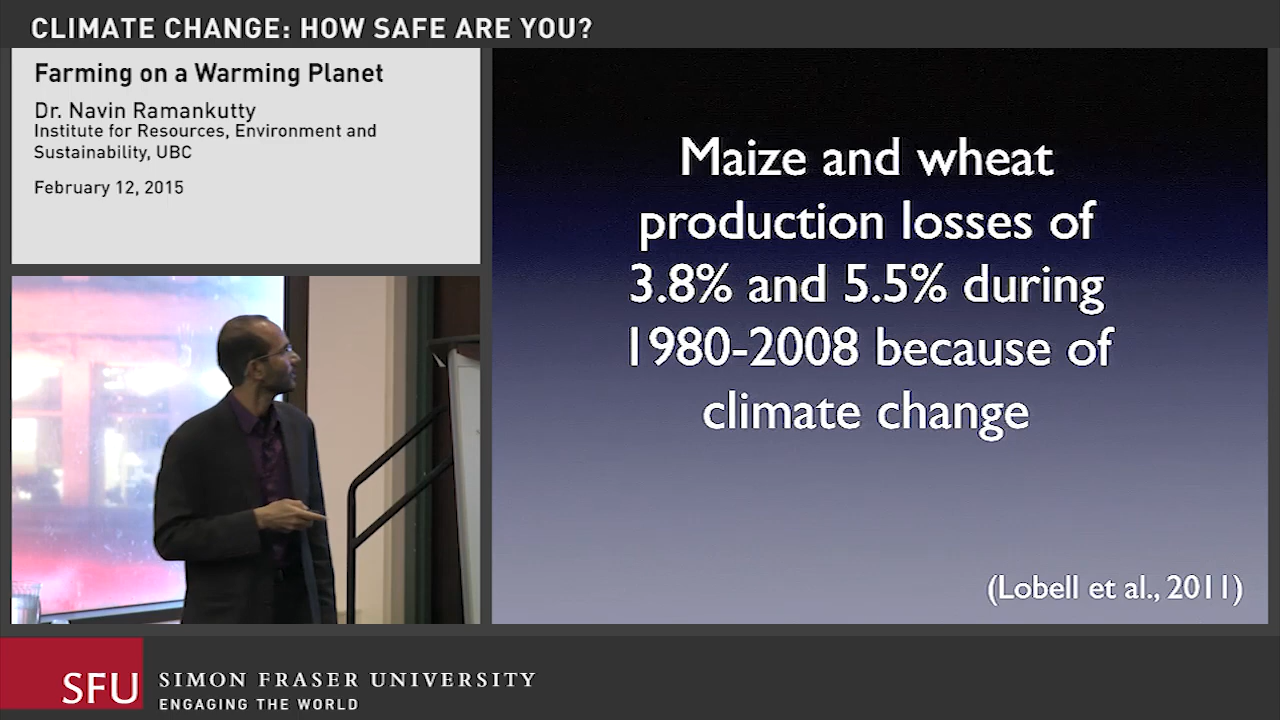 CLIMATE CHANGE: HOW SAFE ARE YOU?
Farming on a Warming Planet
Dr. Navin Ramankutty
Institute for Resources, Environment and
Sustainability, UBC
February 12, 2015
Maize and wheat
production losses of
3.8% and 5.5% during
1980-2008 because of
climate change
(Lobell et al., 2011)
SFU
SIMON FRASER UNIVERSITY
ENGAGING THE WORLD